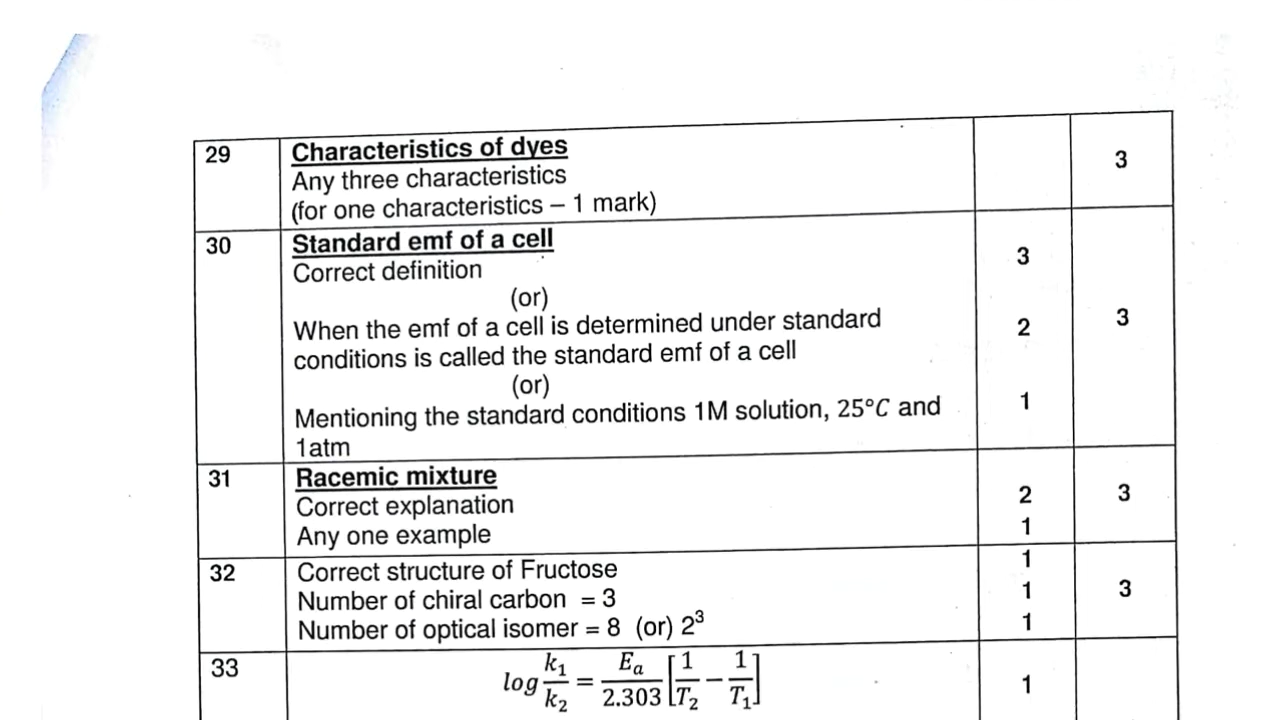 29 Characteristics of dyes
Any three characteristics 3
(for one characteristics – 1 mark)
30 Standard emf of a cell
Correct definition 3
(or)
When the emf of a cell is determined under standard 2 3
conditions is called the standard emf of a cell
(or)
Mentioning the standard conditions 1M solution, 25°C and 1
1atm
31 Racemic mixture
Correct explanation 2 3
Any one example 1
32 Correct structure of Fructose 1
Number of chiral carbon = 3 1 3
Number of optical isomer = 8 (or) 2³ 1
33 log k₁/k₂ = Eₐ/2.303 [1/T₂ − 1/T₁] 1